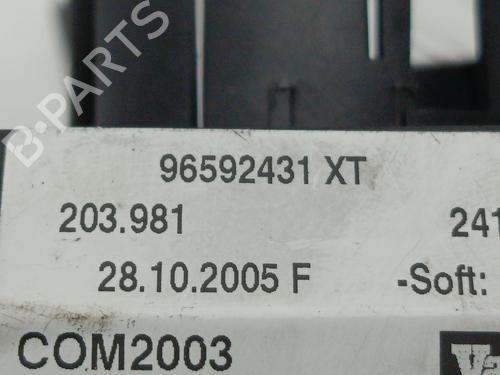 B-PARTS
96592431 XT
203.981 241
28.10.2005 F -Soft:
COM2003